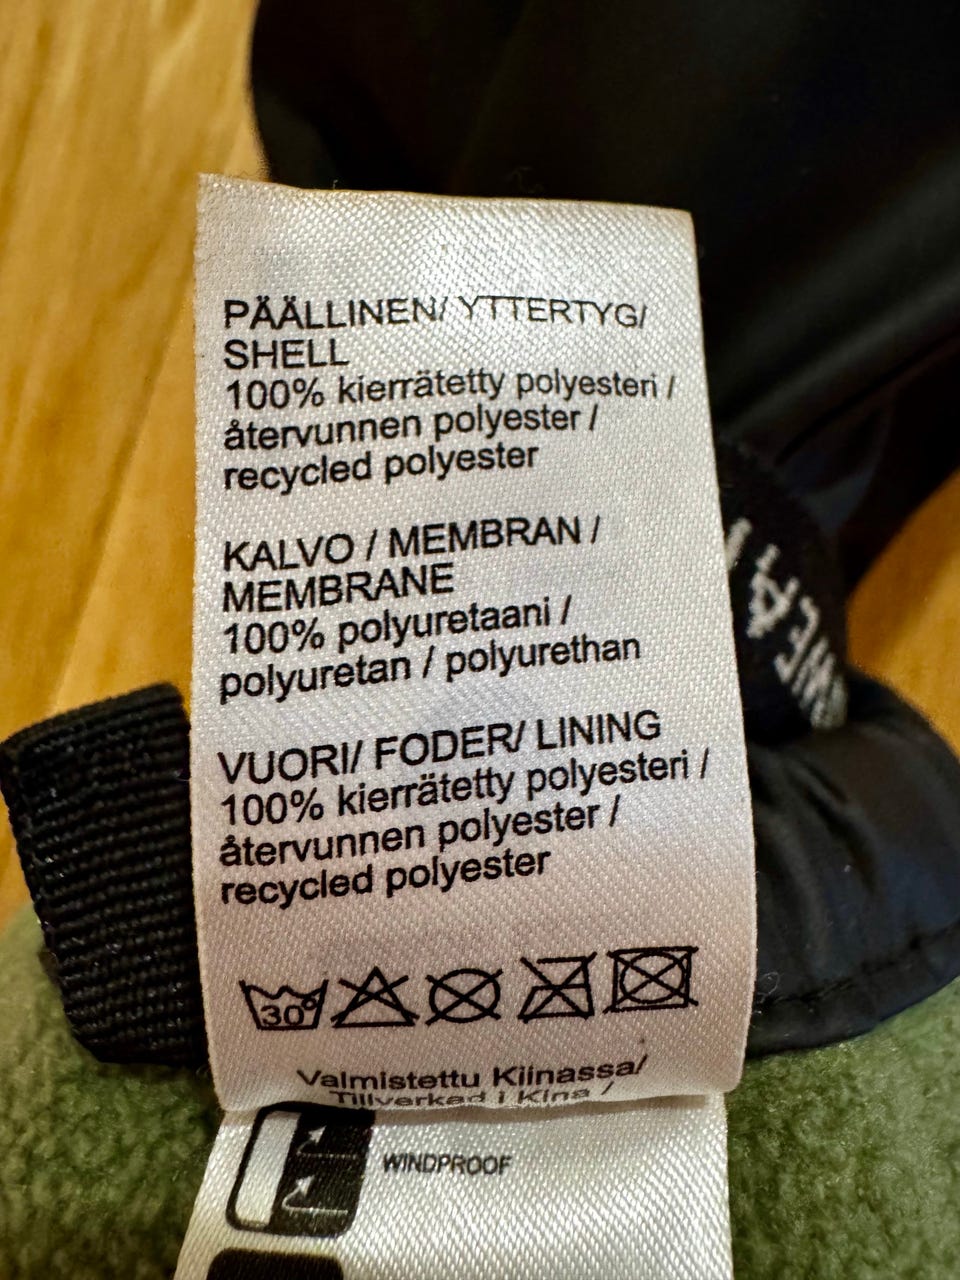 PÄÄLLINEN/ YTTERTYG/
SHELL
100% kierrätetty polyesteri /
återvunnen polyester /
recycled polyester
KALVO / MEMBRAN /
MEMBRANE
100% polyuretaani /
polyuretan / polyurethan
VUORI/ FODER/ LINING
100% kierrätetty polyesteri /
återvunnen polyester /
recycled polyester
30°
Valmistettu Kiinassa/
Tillverkad i Kina /
WINDPROOF